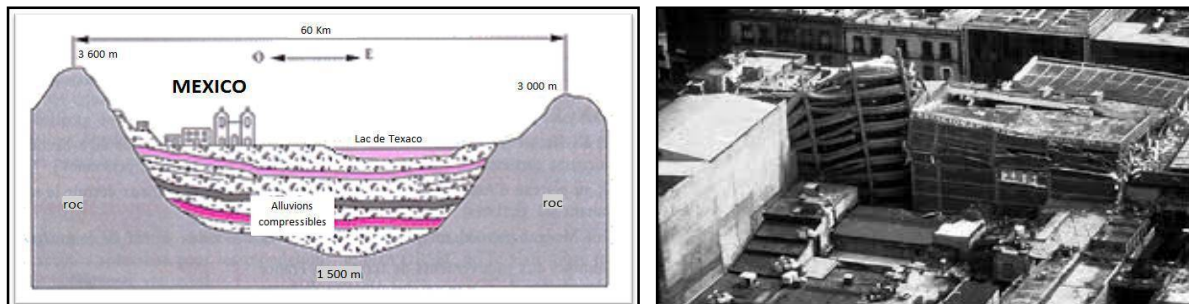 60 Km
3 600 m
O E
3 000 m
MEXICO
Lac de Texaco
roc
Alluvions
compressibles
roc
1 500 m